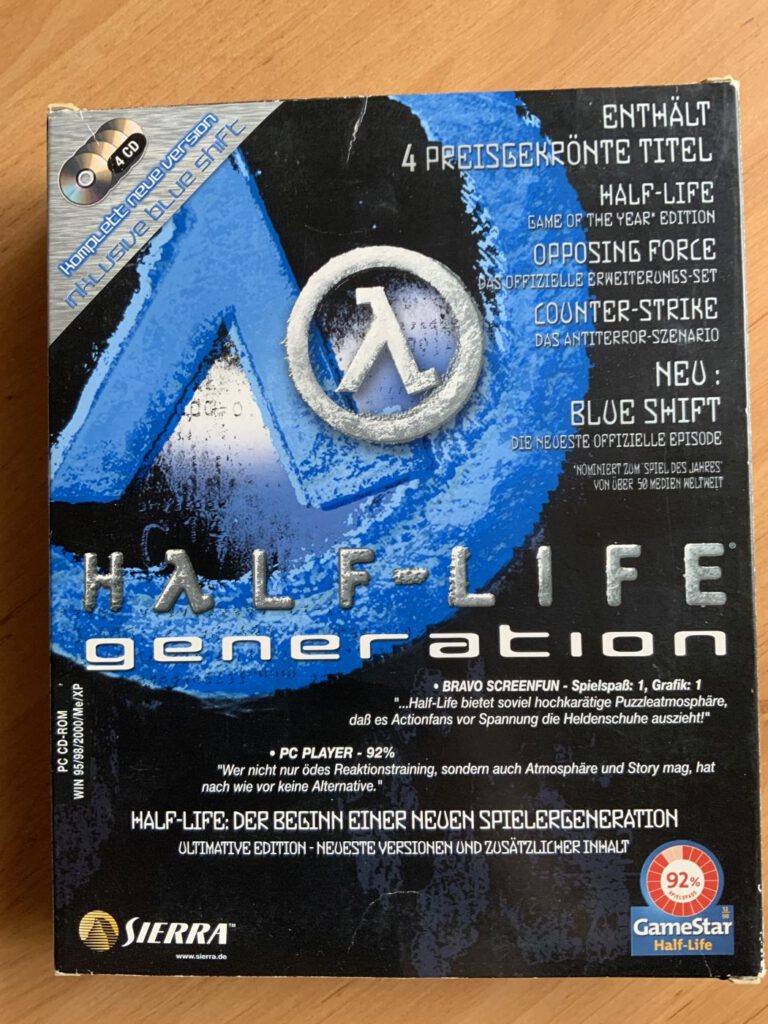 4 CD
Komplett neue Version
inklusive Blue Shift
ENTHÄLT
4 PREISGEKRÖNTE TITEL
HALF-LIFE
GAME OF THE YEAR* EDITION
OPPOSING FORCE
DAS OFFIZIELLE ERWEITERUNGS-SET
COUNTER-STRIKE
DAS ANTITERROR-SZENARIO
NEU :
BLUE SHIFT
DIE NEUESTE OFFIZIELLE EPISODE
*NOMINIERT ZUM 'SPIEL DES JAHRES'
VON ÜBER 50 MEDIEN WELTWEIT
λ
HλLF-LIFE®
generation
PC CD-ROM
WIN 95/98/2000/Me/XP
• BRAVO SCREENFUN - Spielspaß: 1, Grafik: 1
"...Half-Life bietet soviel hochkarätige Puzzleatmosphäre,
daß es Actionfans vor Spannung die Heldenschuhe auszieht!"
• PC PLAYER - 92%
"Wer nicht nur ödes Reaktionstraining, sondern auch Atmosphäre und Story mag, hat
nach wie vor keine Alternative."
HALF-LIFE: DER BEGINN EINER NEUEN SPIELERGENERATION
ULTIMATIVE EDITION - NEUESTE VERSIONEN UND ZUSÄTZLICHER INHALT
SIERRA™
www.sierra.de
92%
SPIELSPASS
GameStar
Half-Life